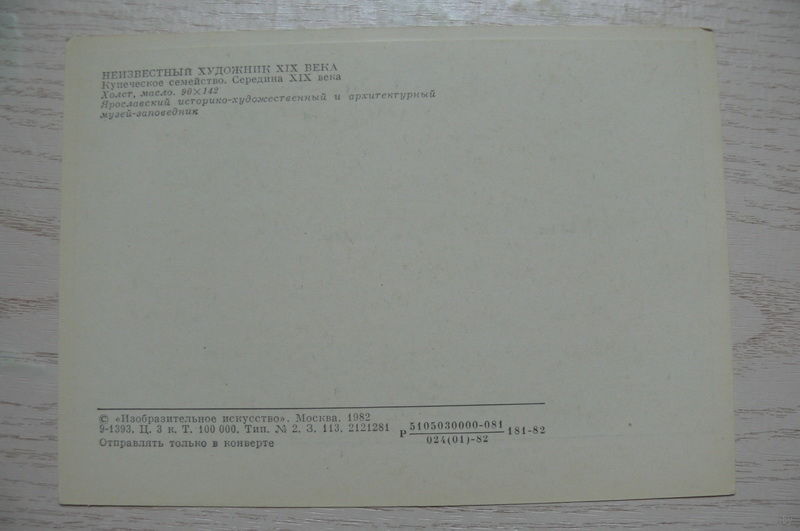 НЕИЗВЕСТНЫЙ ХУДОЖНИК XIX ВЕКА
Купеческое семейство. Середина XIX века
Холст, масло. 90×142
Ярославский историко-художественный и архитектурный
музей-заповедник
© «Изобразительное искусство». Москва. 1982
9-1393. Ц. 3 к. Т. 100 000. Тип. № 2. З. 113. 2121281
Отправлять только в конверте
Р 5105030000-081 181-82
024(01)-82